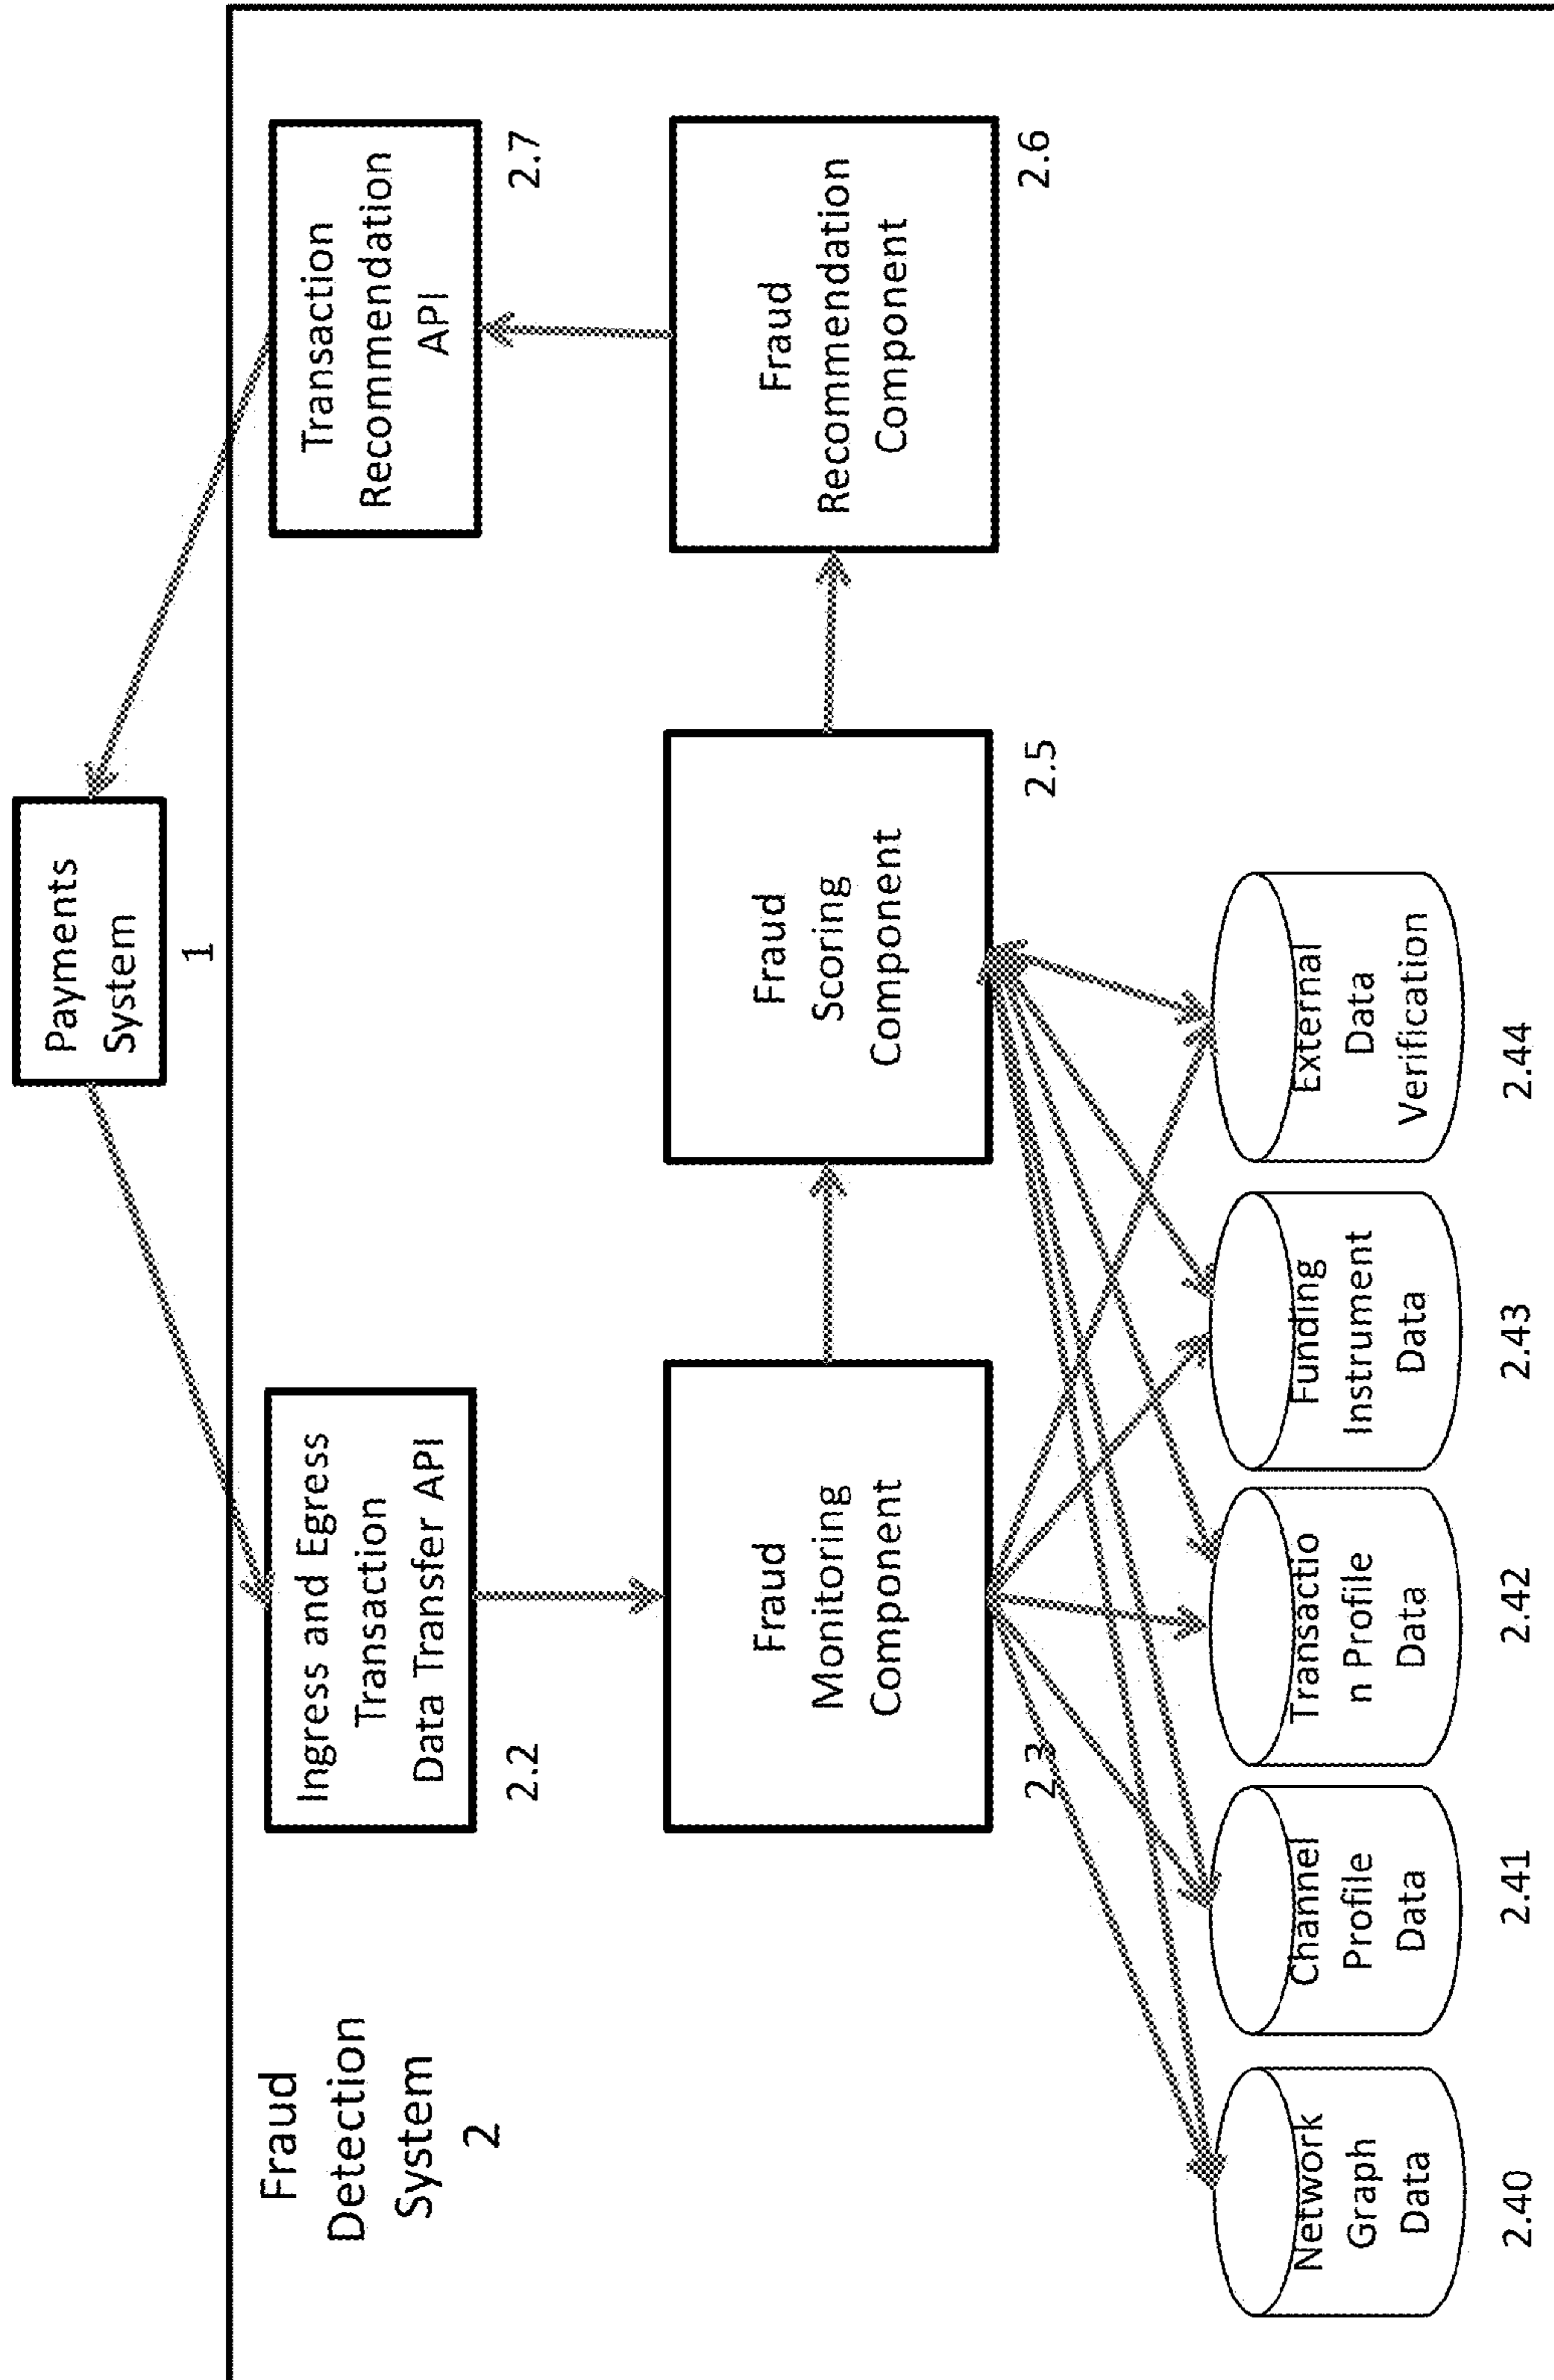 Payments
System
1
Fraud
Detection
System
2
Ingress and Egress
Transaction
Data Transfer API
2.2
Transaction
Recommendation
API
2.7
Fraud
Monitoring
Component
2.3
Fraud
Scoring
Component
2.5
Fraud
Recommendation
Component
2.6
Network
Graph
Data
2.40
Channel
Profile
Data
2.41
Transactio
n Profile
Data
2.42
Funding
Instrument
Data
2.43
External
Data
Verification
2.44